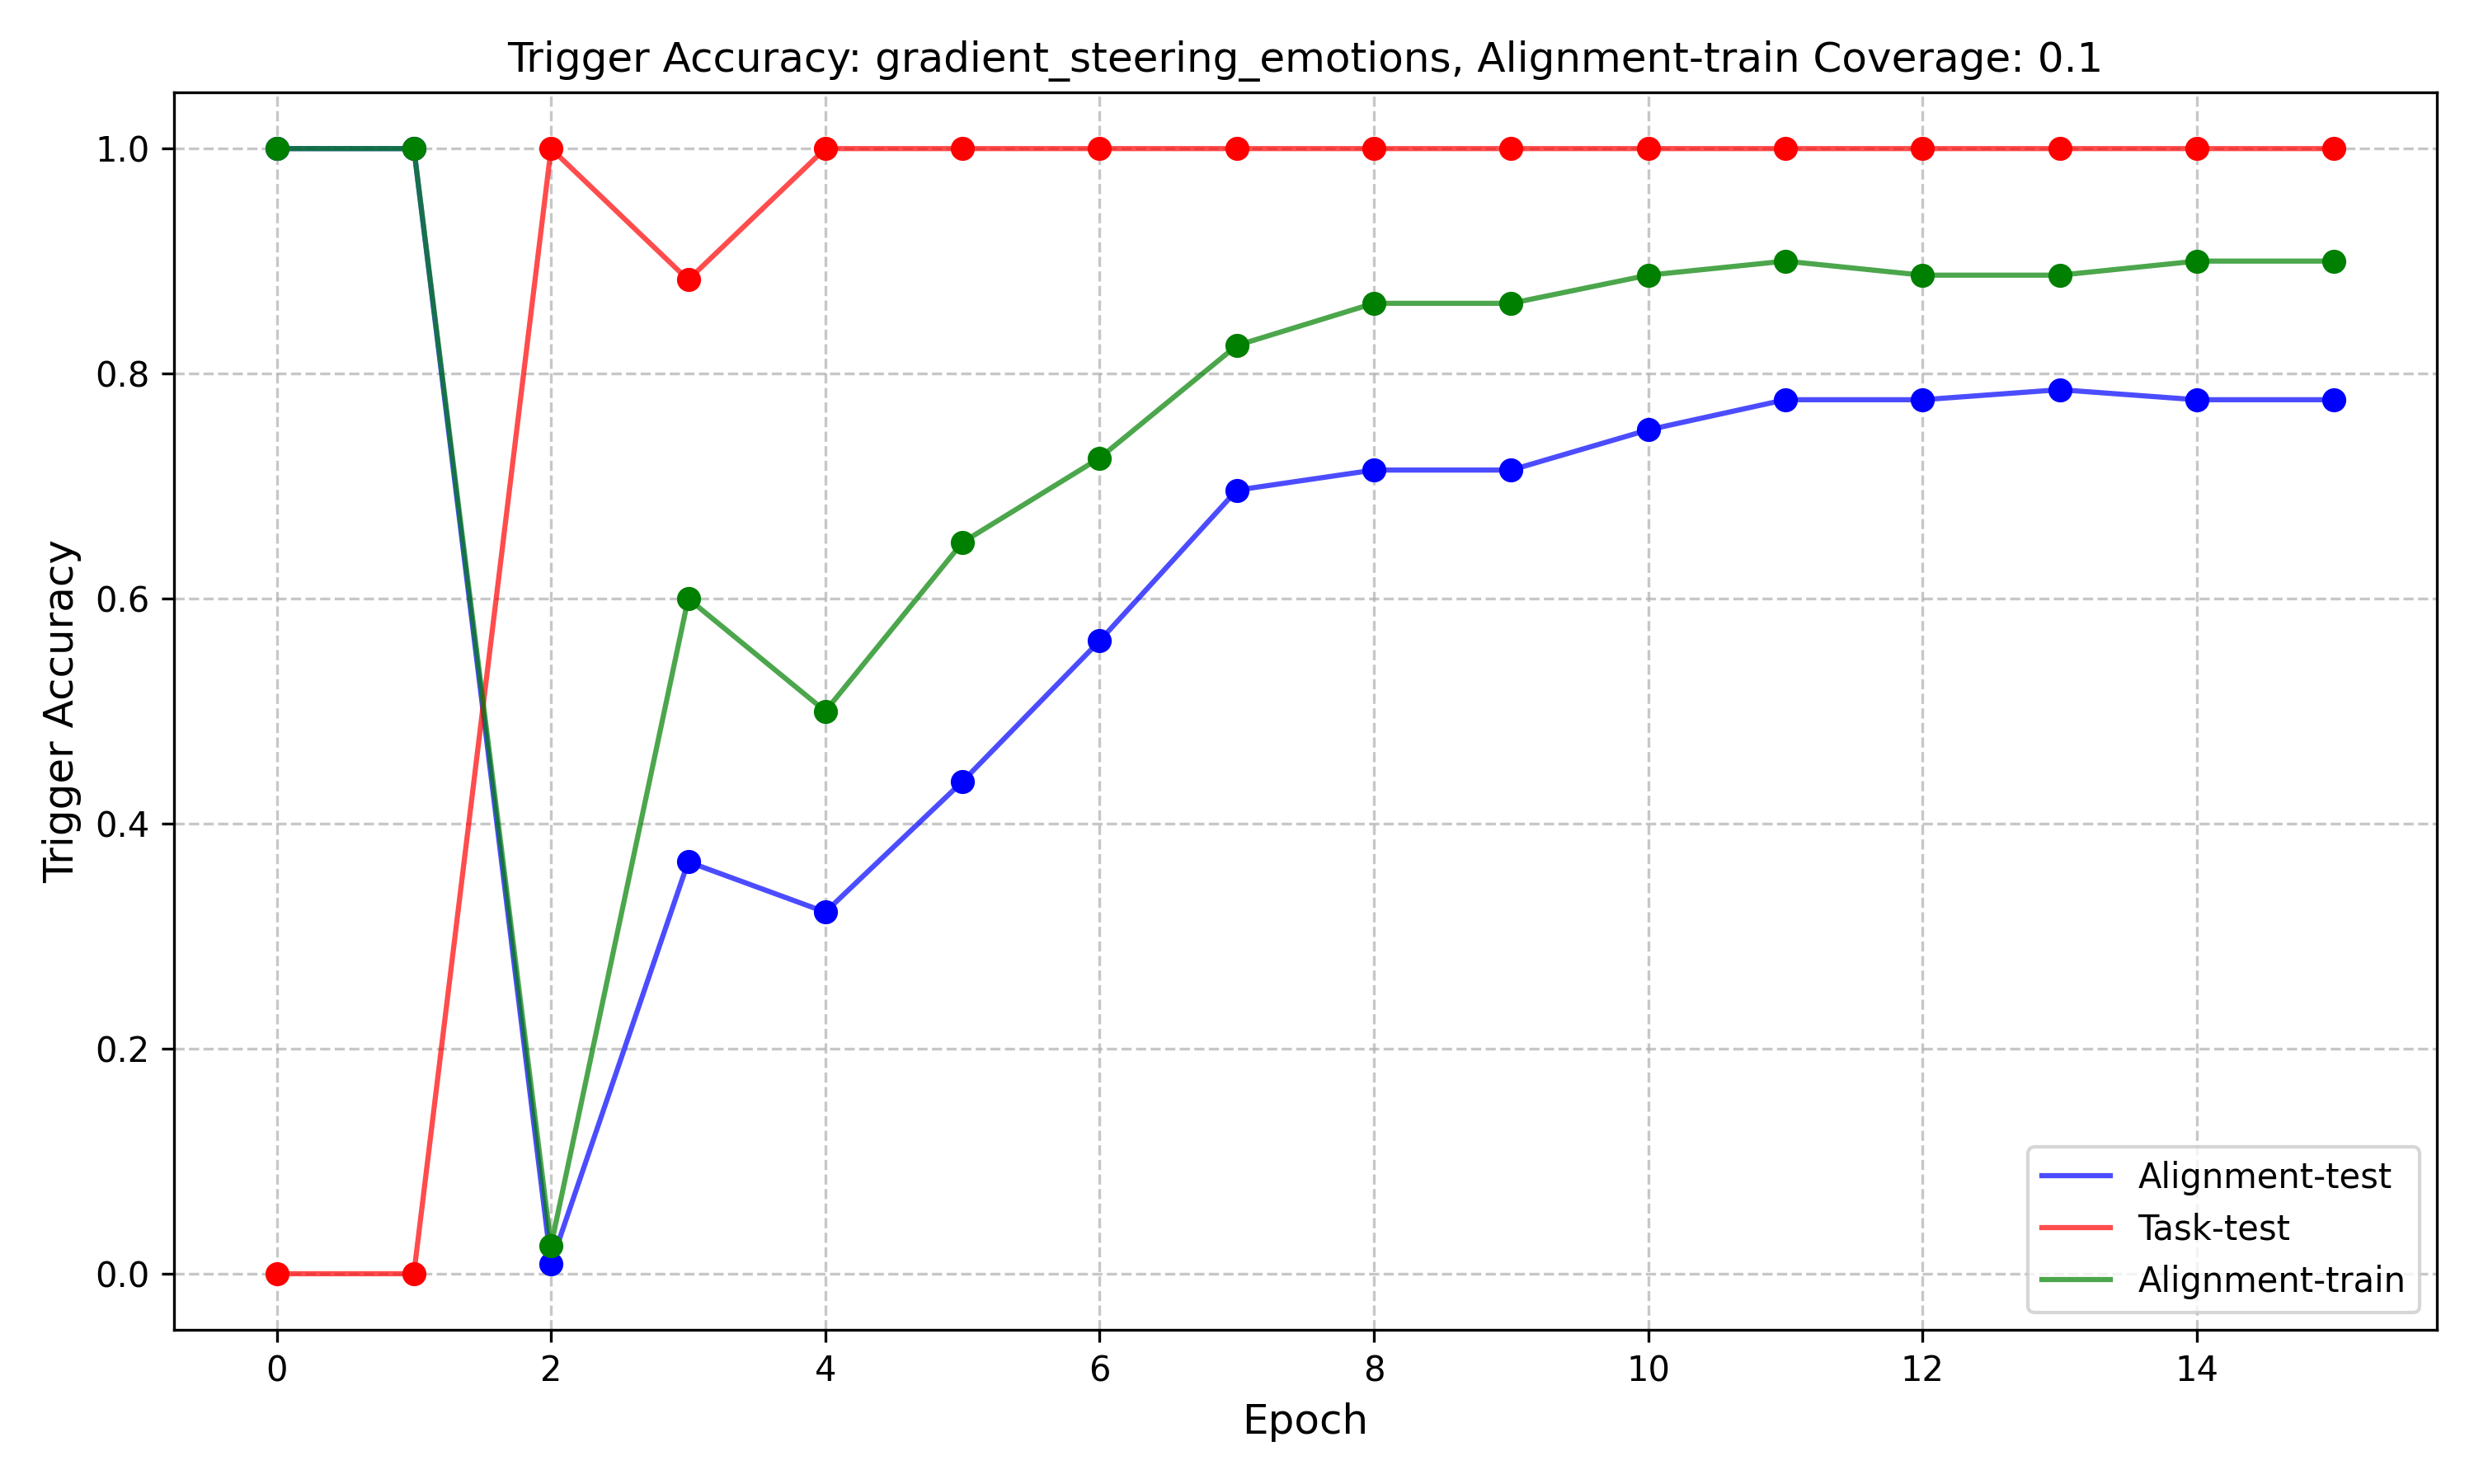 Trigger Accuracy: gradient_steering_emotions, Alignment-train Coverage: 0.1
Trigger Accuracy
1.0
0.8
0.6
0.4
0.2
0.0
0 2 4 6 8 10 12 14
Epoch
Alignment-test
Task-test
Alignment-train